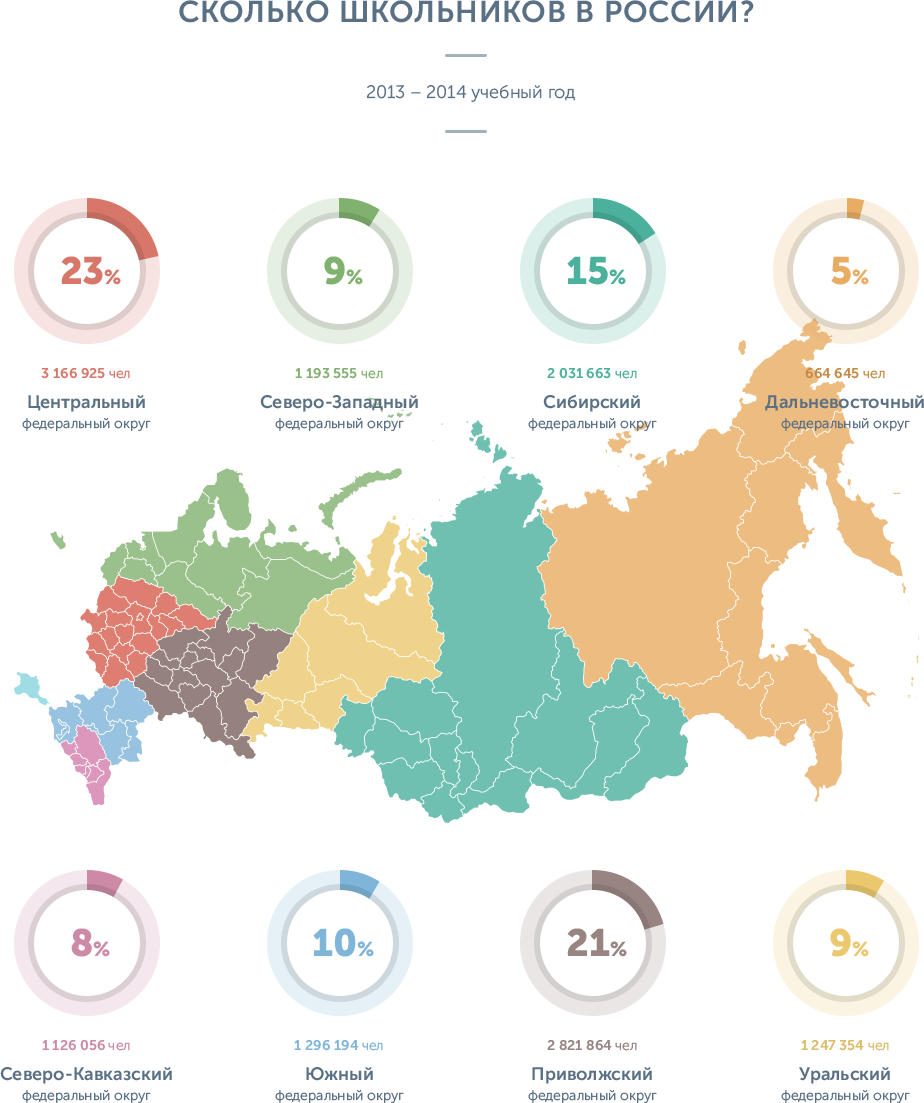 СКОЛЬКО ШКОЛЬНИКОВ В РОССИИ?
2013 – 2014 учебный год
23%
3 166 925 чел
Центральный
федеральный округ
9%
1 193 555 чел
Северо-Западный
федеральный округ
15%
2 031 663 чел
Сибирский
федеральный округ
5%
664 645 чел
Дальневосточный
федеральный округ
8%
1 126 056 чел
Северо-Кавказский
федеральный округ
10%
1 296 194 чел
Южный
федеральный округ
21%
2 821 864 чел
Приволжский
федеральный округ
9%
1 247 354 чел
Уральский
федеральный округ